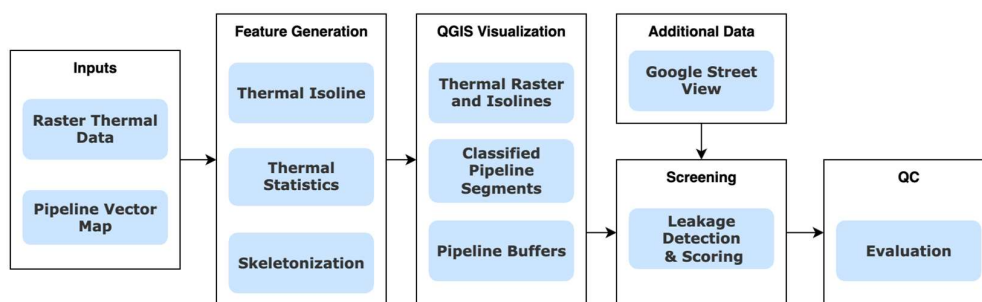 Inputs
Raster Thermal
Data
Pipeline Vector
Map
Feature Generation
Thermal Isoline
Thermal
Statistics
Skeletonization
QGIS Visualization
Thermal Raster
and Isolines
Classified
Pipeline
Segments
Pipeline Buffers
Additional Data
Google Street
View
Screening
Leakage
Detection
& Scoring
QC
Evaluation